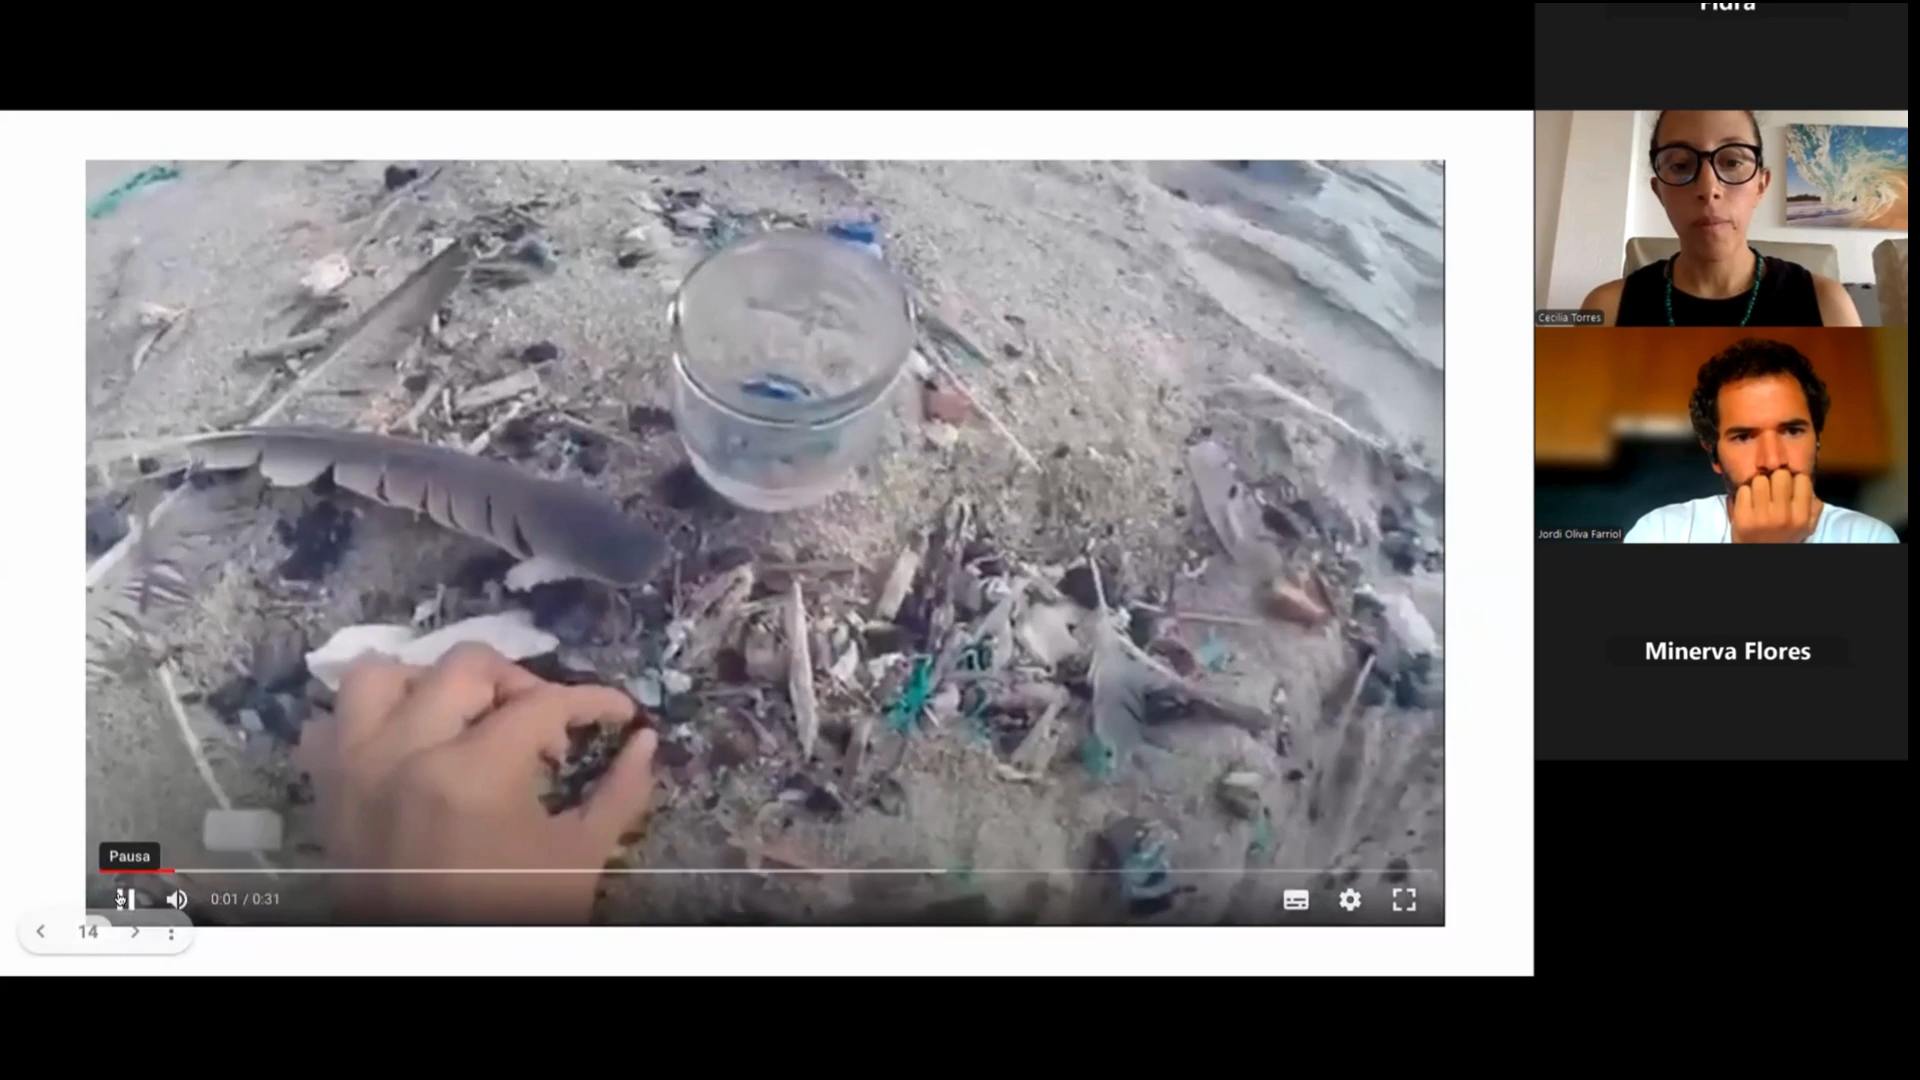 Cecilia Torres
Jordi Oliva Farriol
Minerva Flores
Pausa
0:01 / 0:31
14